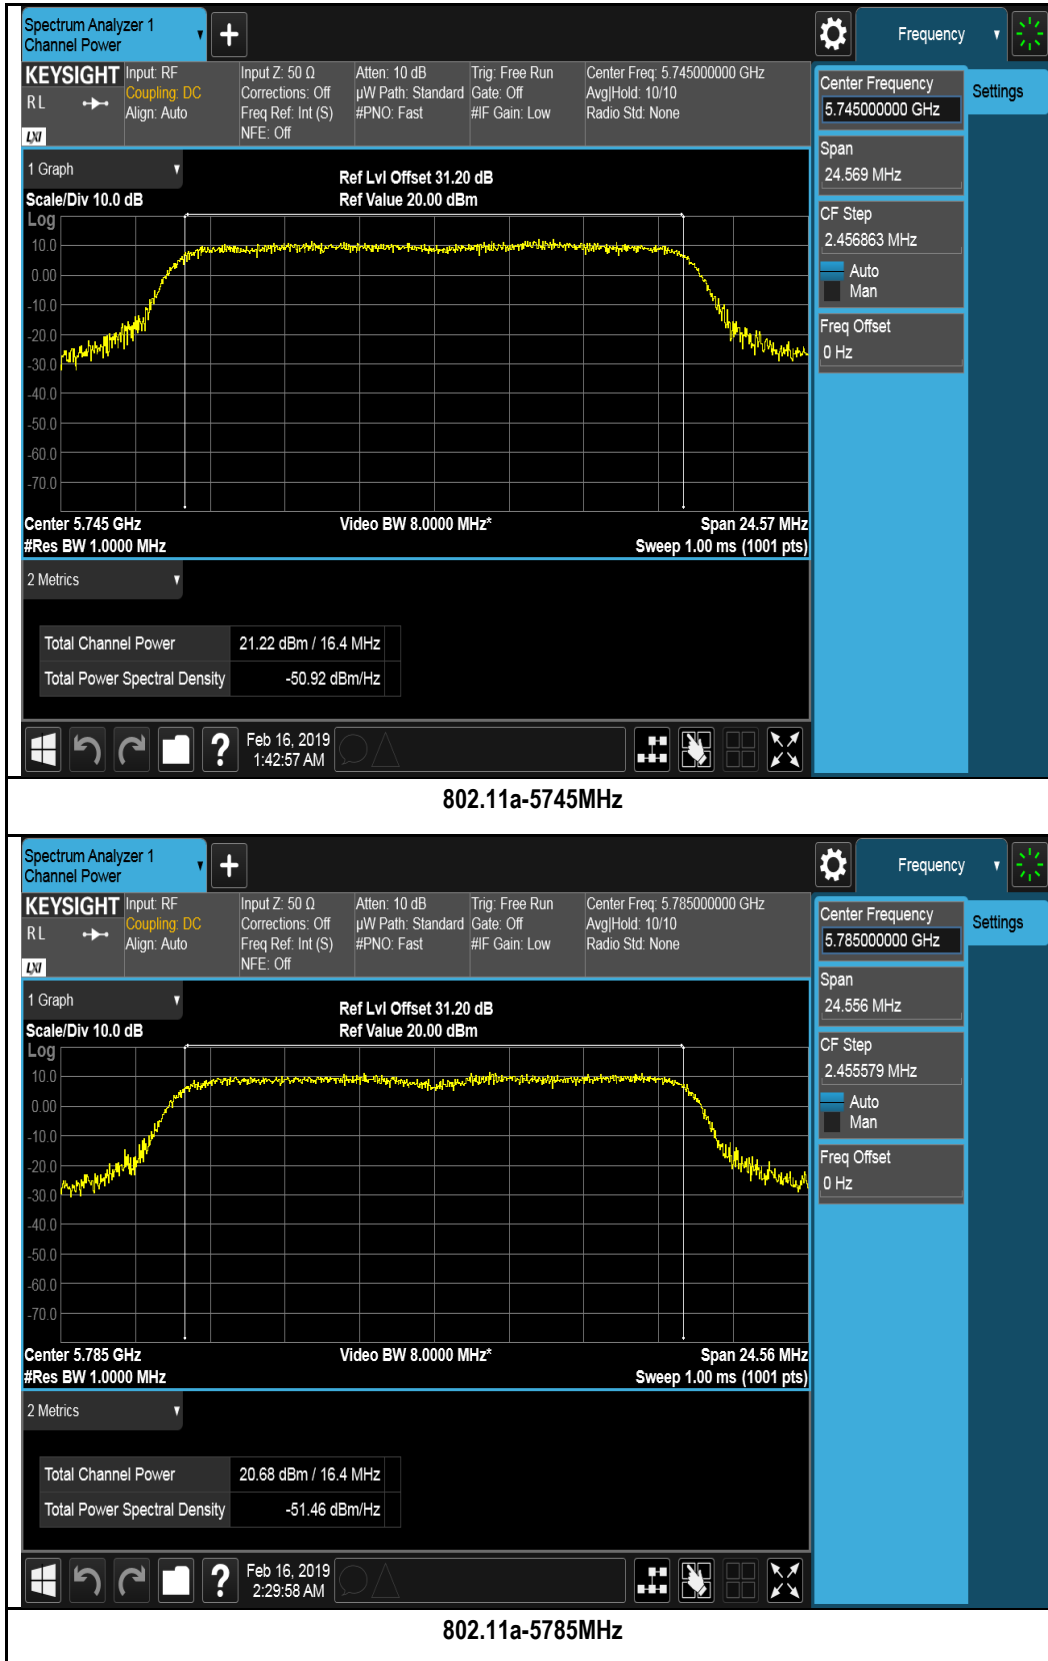 Spectrum Analyzer 1
Channel Power
+
Frequency
KEYSIGHT
RL
LXI
Input: RF
Coupling: DC
Align: Auto
Input Z: 50 Ω
Corrections: Off
Freq Ref: Int (S)
NFE: Off
Atten: 10 dB
µW Path: Standard
#PNO: Fast
Trig: Free Run
Gate: Off
#IF Gain: Low
Center Freq: 5.745000000 GHz
Avg|Hold: 10/10
Radio Std: None
Center Frequency
5.745000000 GHz
Settings
Span
24.569 MHz
CF Step
2.456863 MHz
Auto
Man
Freq Offset
0 Hz
1 Graph
Scale/Div 10.0 dB
Ref Lvl Offset 31.20 dB
Ref Value 20.00 dBm
Log
10.0
0.00
-10.0
-20.0
-30.0
-40.0
-50.0
-60.0
-70.0
Center 5.745 GHz
#Res BW 1.0000 MHz
Video BW 8.0000 MHz*
Span 24.57 MHz
Sweep 1.00 ms (1001 pts)
2 Metrics
Total Channel Power 21.22 dBm / 16.4 MHz
Total Power Spectral Density -50.92 dBm/Hz
?
Feb 16, 2019
1:42:57 AM
802.11a-5745MHz
Spectrum Analyzer 1
Channel Power
+
Frequency
KEYSIGHT
RL
LXI
Input: RF
Coupling: DC
Align: Auto
Input Z: 50 Ω
Corrections: Off
Freq Ref: Int (S)
NFE: Off
Atten: 10 dB
µW Path: Standard
#PNO: Fast
Trig: Free Run
Gate: Off
#IF Gain: Low
Center Freq: 5.785000000 GHz
Avg|Hold: 10/10
Radio Std: None
Center Frequency
5.785000000 GHz
Settings
Span
24.556 MHz
CF Step
2.455579 MHz
Auto
Man
Freq Offset
0 Hz
1 Graph
Scale/Div 10.0 dB
Ref Lvl Offset 31.20 dB
Ref Value 20.00 dBm
Log
10.0
0.00
-10.0
-20.0
-30.0
-40.0
-50.0
-60.0
-70.0
Center 5.785 GHz
#Res BW 1.0000 MHz
Video BW 8.0000 MHz*
Span 24.56 MHz
Sweep 1.00 ms (1001 pts)
2 Metrics
Total Channel Power 20.68 dBm / 16.4 MHz
Total Power Spectral Density -51.46 dBm/Hz
?
Feb 16, 2019
2:29:58 AM
802.11a-5785MHz